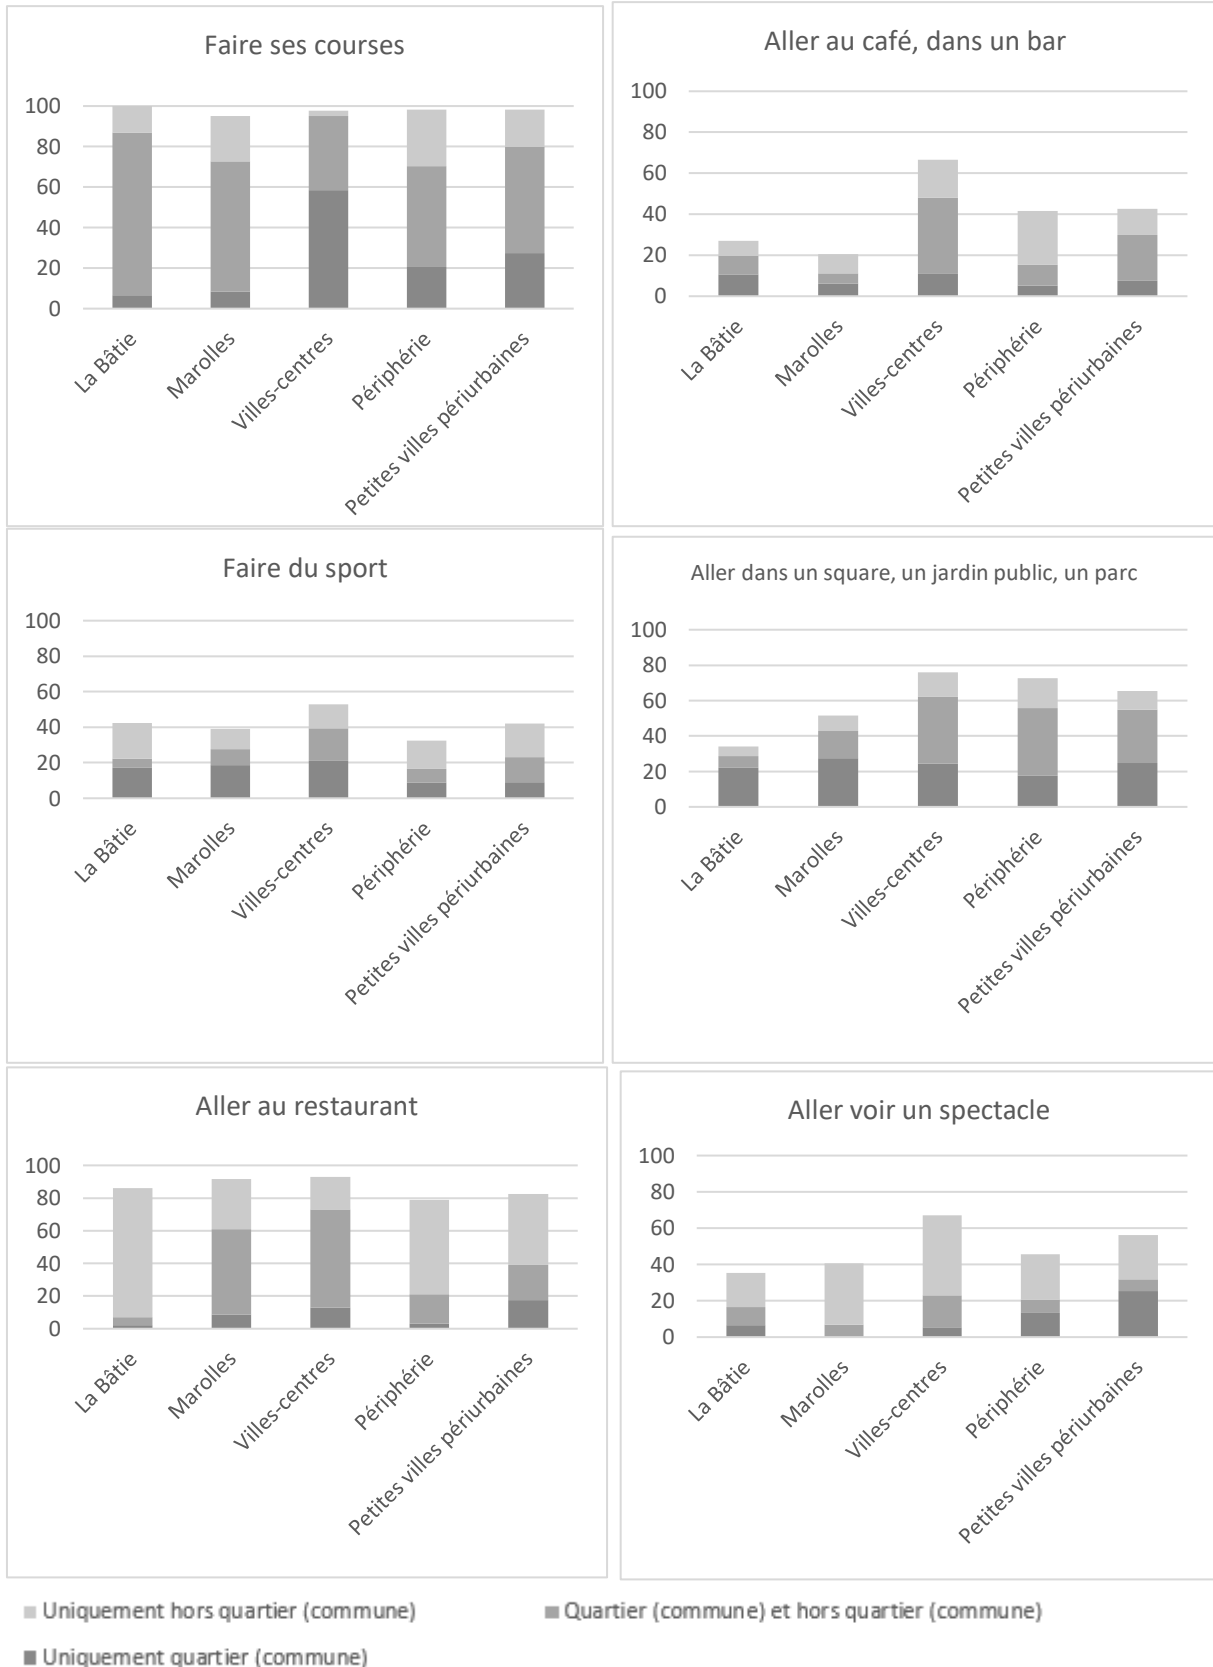 Faire ses courses
100
80
60
40
20
0
La Bâtie
Marolles
Villes-centres
Périphérie
Petites villes périurbaines
Aller au café, dans un bar
100
80
60
40
20
0
La Bâtie
Marolles
Villes-centres
Périphérie
Petites villes périurbaines
Faire du sport
100
80
60
40
20
0
La Bâtie
Marolles
Villes-centres
Périphérie
Petites villes périurbaines
Aller dans un square, un jardin public, un parc
100
80
60
40
20
0
La Bâtie
Marolles
Villes-centres
Périphérie
Petites villes périurbaines
Aller au restaurant
100
80
60
40
20
0
La Bâtie
Marolles
Villes-centres
Périphérie
Petites villes périurbaines
Aller voir un spectacle
100
80
60
40
20
0
La Bâtie
Marolles
Villes-centres
Périphérie
Petites villes périurbaines
Uniquement hors quartier (commune)
Quartier (commune) et hors quartier (commune)
Uniquement quartier (commune)